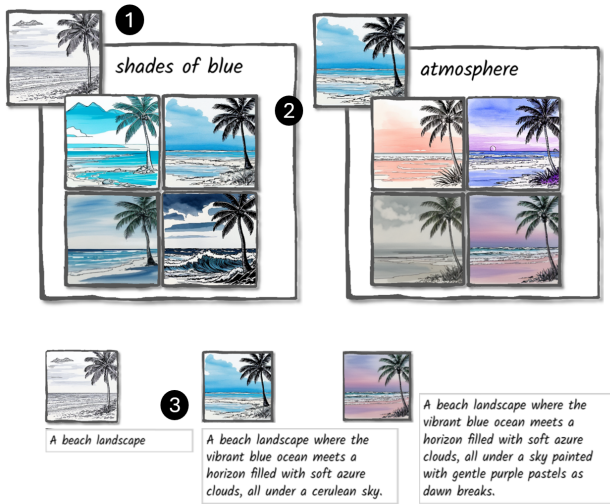 1
shades of blue
2
atmosphere
3
A beach landscape
A beach landscape where the
vibrant blue ocean meets a
horizon filled with soft azure
clouds, all under a cerulean sky.
A beach landscape where the
vibrant blue ocean meets a
horizon filled with soft azure
clouds, all under a sky painted
with gentle purple pastels as
dawn breaks.